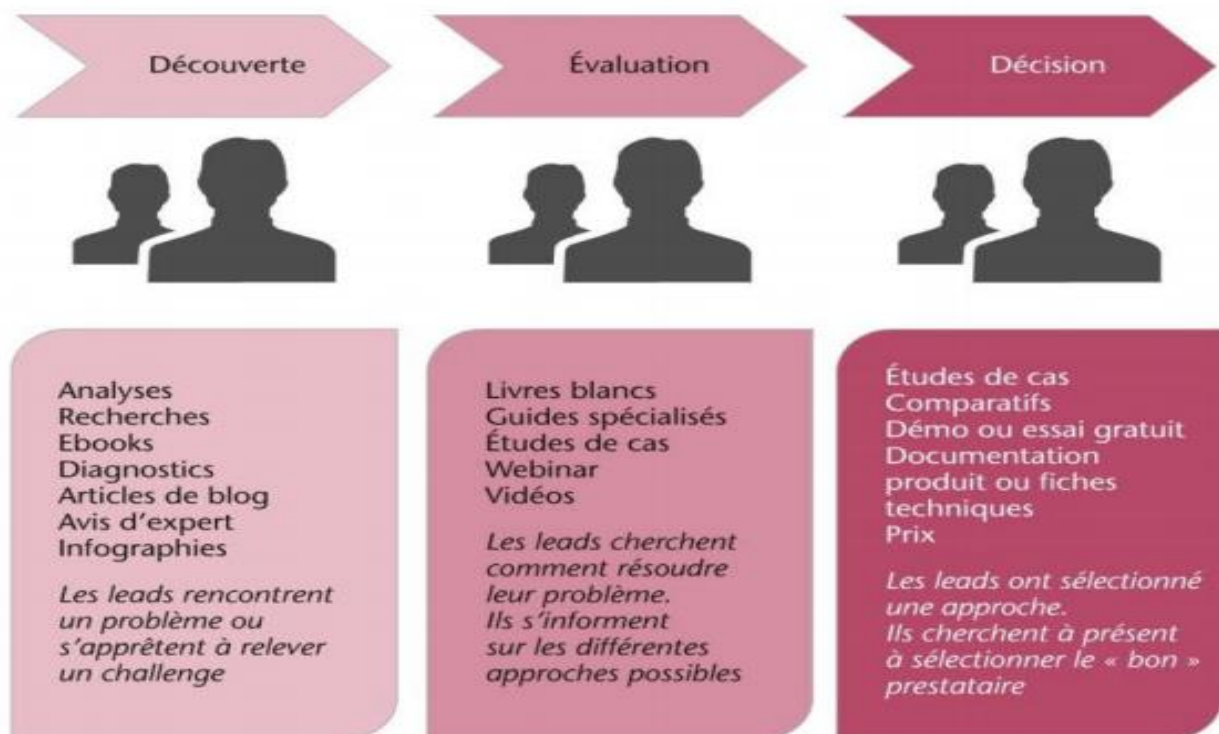 Découverte
Évaluation
Décision
Analyses
Recherches
Ebooks
Diagnostics
Articles de blog
Avis d'expert
Infographies
Les leads rencontrent
un problème ou
s'apprêtent à relever
un challenge
Livres blancs
Guides spécialisés
Études de cas
Webinar
Vidéos
Les leads cherchent
comment résoudre
leur problème.
Ils s'informent
sur les différentes
approches possibles
Études de cas
Comparatifs
Démo ou essai gratuit
Documentation
produit ou fiches
techniques
Prix
Les leads ont sélectionné
une approche.
Ils cherchent à présent
à sélectionner le « bon »
prestataire